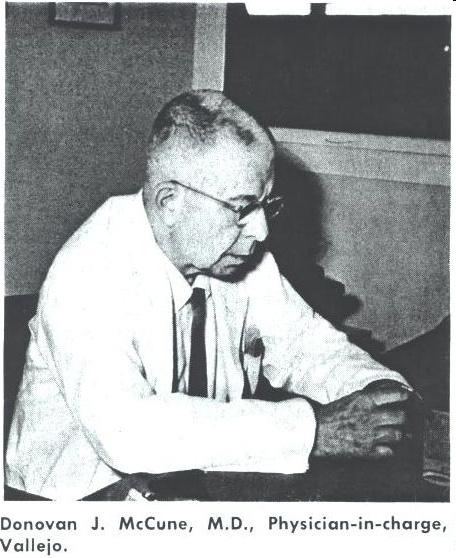 Donovan J. McCune, M.D., Physician-in-charge,
Vallejo.